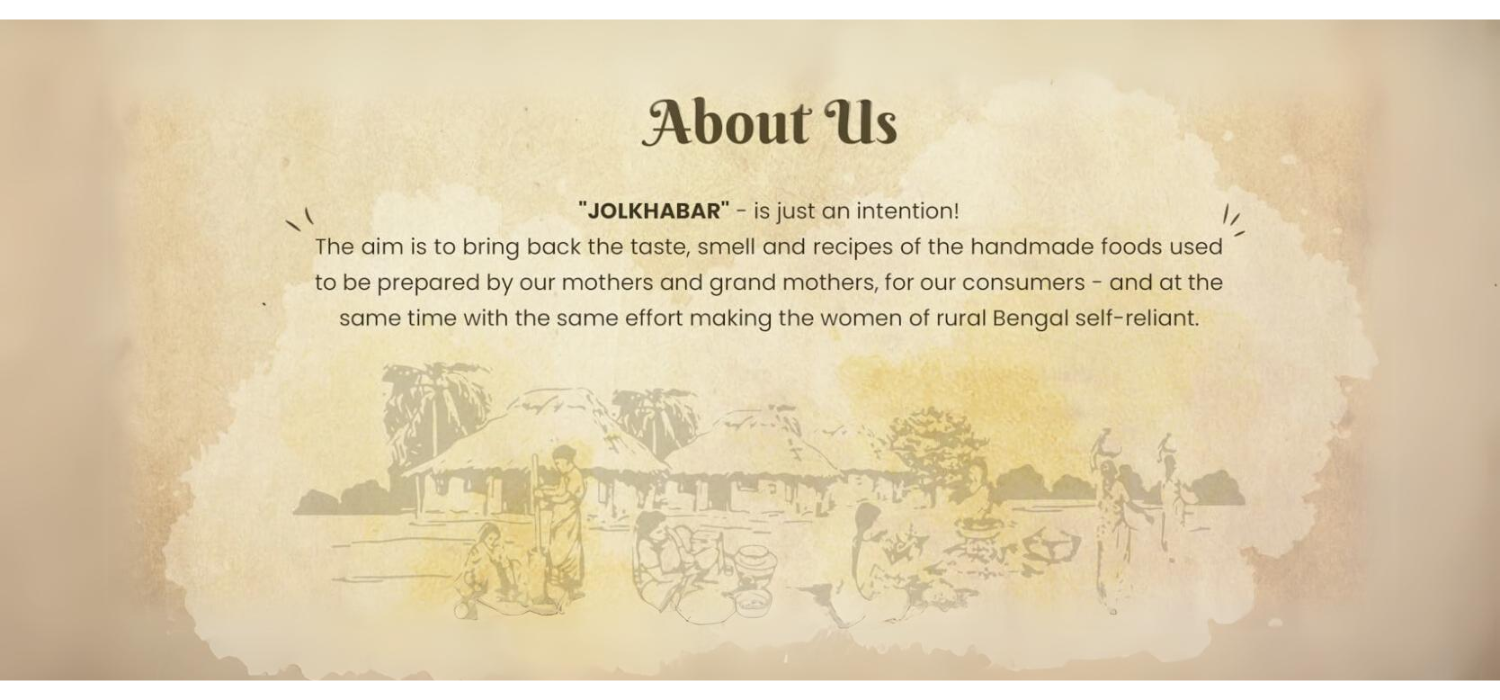 About Us
"JOLKHABAR" - is just an intention!
The aim is to bring back the taste, smell and recipes of the handmade foods used
to be prepared by our mothers and grand mothers, for our consumers - and at the
same time with the same effort making the women of rural Bengal self-reliant.